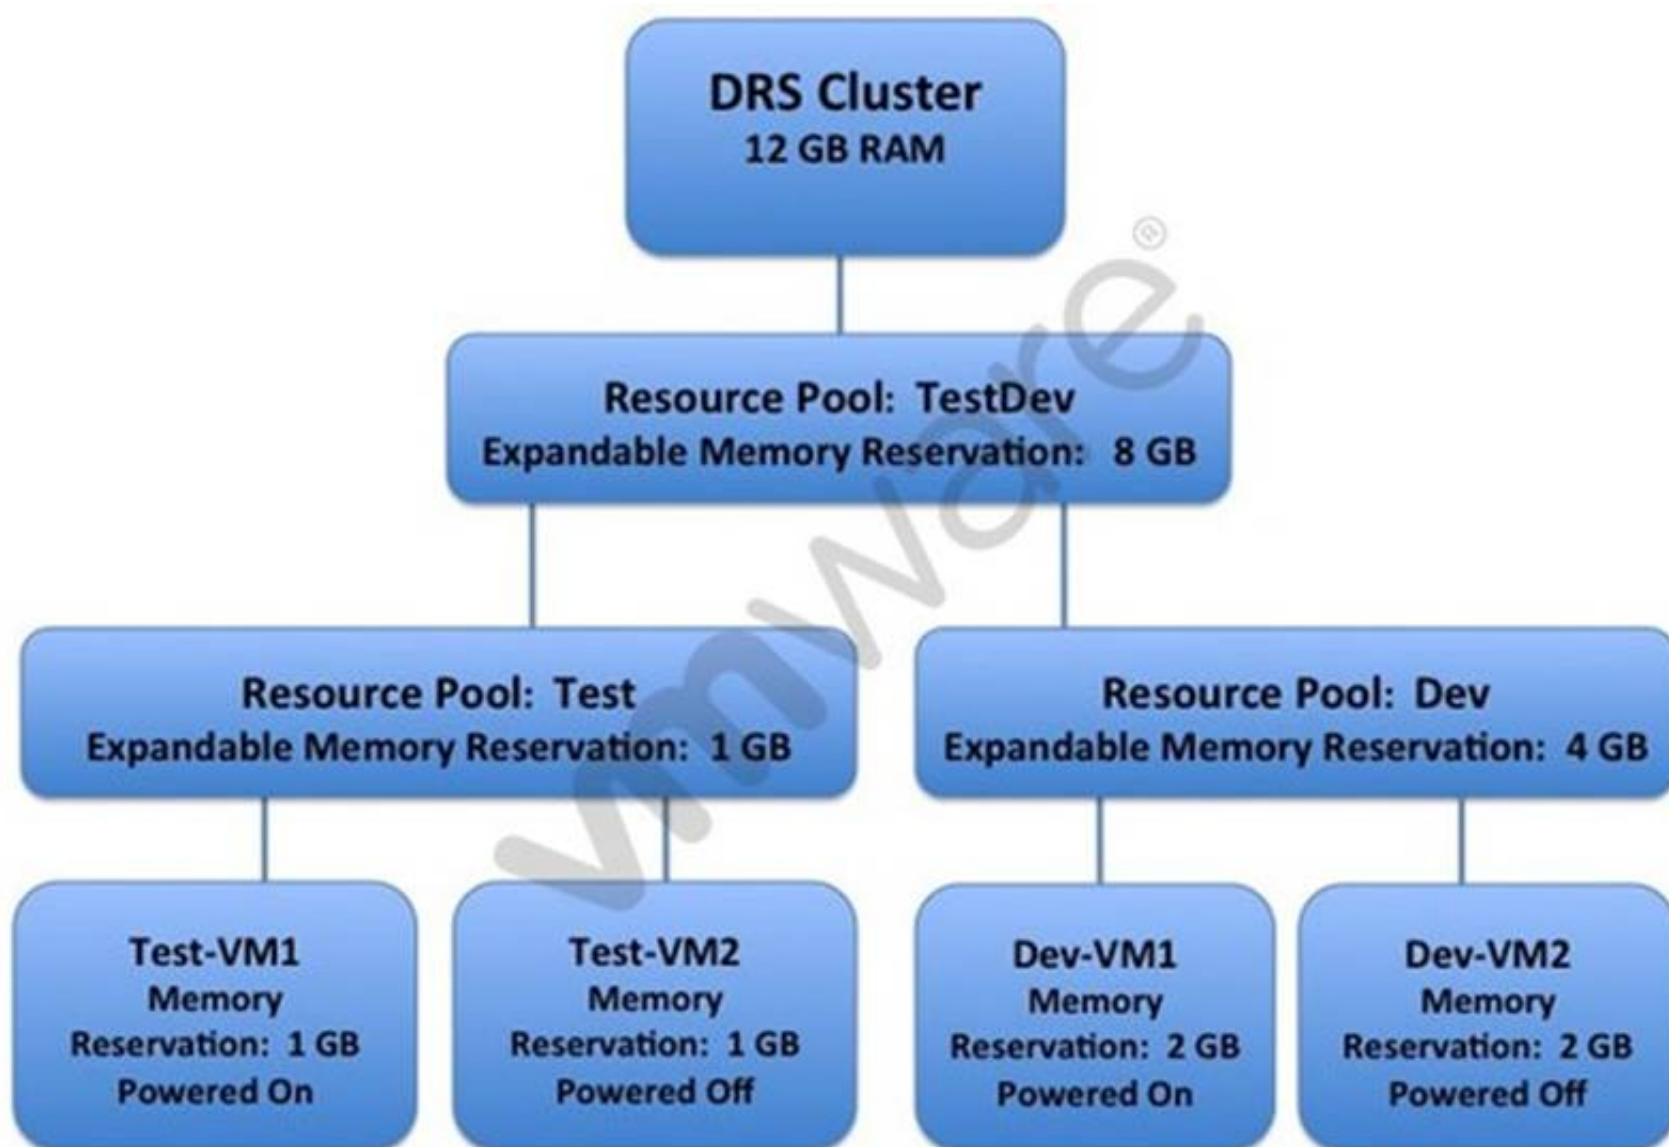 DRS Cluster
12 GB RAM
vmware®
Resource Pool: TestDev
Expandable Memory Reservation: 8 GB
Resource Pool: Test
Expandable Memory Reservation: 1 GB
Resource Pool: Dev
Expandable Memory Reservation: 4 GB
Test-VM1
Memory
Reservation: 1 GB
Powered On
Test-VM2
Memory
Reservation: 1 GB
Powered Off
Dev-VM1
Memory
Reservation: 2 GB
Powered On
Dev-VM2
Memory
Reservation: 2 GB
Powered Off